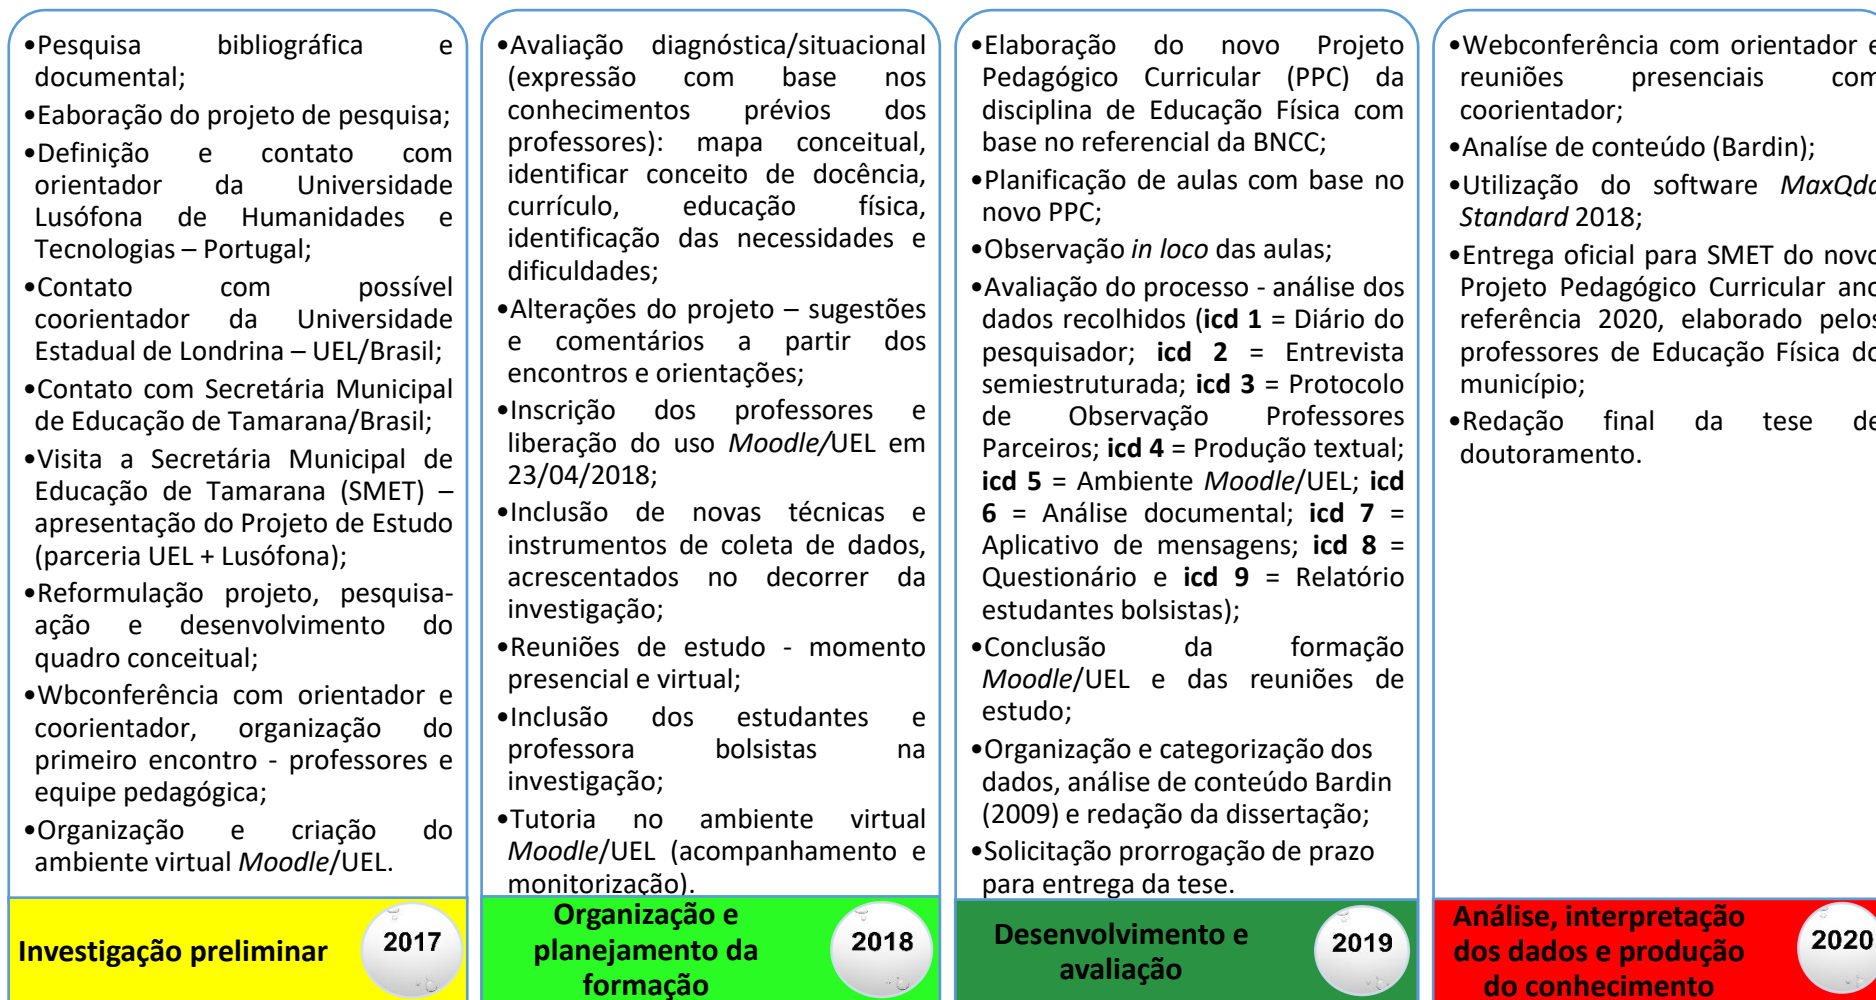 •Pesquisa bibliográfica e
documental;
•Eaboração do projeto de pesquisa;
•Definição e contato com
orientador da Universidade
Lusófona de Humanidades e
Tecnologias – Portugal;
•Contato com possível
coorientador da Universidade
Estadual de Londrina – UEL/Brasil;
•Contato com Secretária Municipal
de Educação de Tamarana/Brasil;
•Visita a Secretária Municipal de
Educação de Tamarana (SMET) –
apresentação do Projeto de Estudo
(parceria UEL + Lusófona);
•Reformulação projeto, pesquisa-
ação e desenvolvimento do
quadro conceitual;
•Wbconferência com orientador e
coorientador, organização do
primeiro encontro - professores e
equipe pedagógica;
•Organização e criação do
ambiente virtual Moodle/UEL.
Investigação preliminar
2017
•Avaliação diagnóstica/situacional
(expressão com base nos
conhecimentos prévios dos
professores): mapa conceitual,
identificar conceito de docência,
currículo, educação física,
identificação das necessidades e
dificuldades;
•Alterações do projeto – sugestões
e comentários a partir dos
encontros e orientações;
•Inscrição dos professores e
liberação do uso Moodle/UEL em
23/04/2018;
•Inclusão de novas técnicas e
instrumentos de coleta de dados,
acrescentados no decorrer da
investigação;
•Reuniões de estudo - momento
presencial e virtual;
•Inclusão dos estudantes e
professora bolsistas na
investigação;
•Tutoria no ambiente virtual
Moodle/UEL (acompanhamento e
monitorização).
Organização e
planejamento da
formação
2018
•Elaboração do novo Projeto
Pedagógico Curricular (PPC) da
disciplina de Educação Física com
base no referencial da BNCC;
•Planificação de aulas com base no
novo PPC;
•Observação in loco das aulas;
•Avaliação do processo - análise dos
dados recolhidos (icd 1 = Diário do
pesquisador; icd 2 = Entrevista
semiestruturada; icd 3 = Protocolo
de Observação Professores
Parceiros; icd 4 = Produção textual;
icd 5 = Ambiente Moodle/UEL; icd
6 = Análise documental; icd 7 =
Aplicativo de mensagens; icd 8 =
Questionário e icd 9 = Relatório
estudantes bolsistas);
•Conclusão da formação
Moodle/UEL e das reuniões de
estudo;
•Organização e categorização dos
dados, análise de conteúdo Bardin
(2009) e redação da dissertação;
•Solicitação prorrogação de prazo
para entrega da tese.
Desenvolvimento e
avaliação
2019
•Webconferência com orientador e
reuniões presenciais com
coorientador;
•Analíse de conteúdo (Bardin);
•Utilização do software MaxQda
Standard 2018;
•Entrega oficial para SMET do novo
Projeto Pedagógico Curricular ano
referência 2020, elaborado pelos
professores de Educação Física do
município;
•Redação final da tese de
doutoramento.
Análise, interpretação
dos dados e produção
do conhecimento
2020